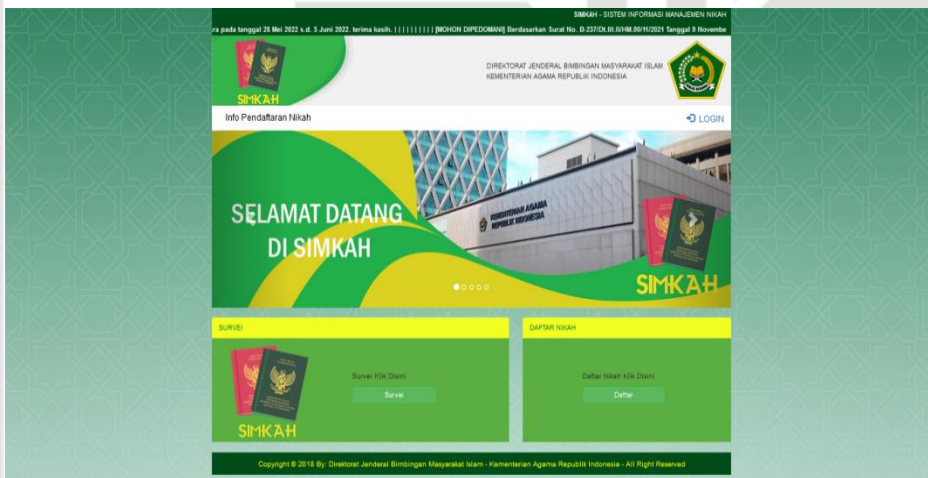 SIMKAH - SISTEM INFORMASI MANAJEMEN NIKAH
ra pada tanggal 29 Mei 2022 s.d. 5 Juni 2022. terima kasih. | | | | | | | | | | [MOHON DIPEDOMANI] Berdasarkan Surat No. B-237/Dt.III.II/HM.00/11/2021 Tanggal 9 Novembe
SIMKAH
DIREKTORAT JENDERAL BIMBINGAN MASYARAKAT ISLAM
KEMENTERIAN AGAMA REPUBLIK INDONESIA
Info Pendaftaran Nikah
LOGIN
SELAMAT DATANG
DI SIMKAH
KEMENTERIAN AGAMA
REPUBLIK INDONESIA
SIMKAH
SURVEI
DAFTAR NIKAH
Survei Klik Disini
Survei
Daftar Nikah Klik Disini
Daftar
SIMKAH
Copyright © 2018 By: Direktorat Jenderal Bimbingan Masyarakat Islam - Kementerian Agama Republik Indonesia - All Right Reserved